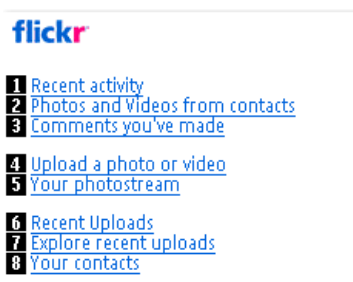 flickr
1 Recent activity
2 Photos and Videos from contacts
3 Comments you've made
4 Upload a photo or video
5 Your photostream
6 Recent Uploads
7 Explore recent uploads
8 Your contacts